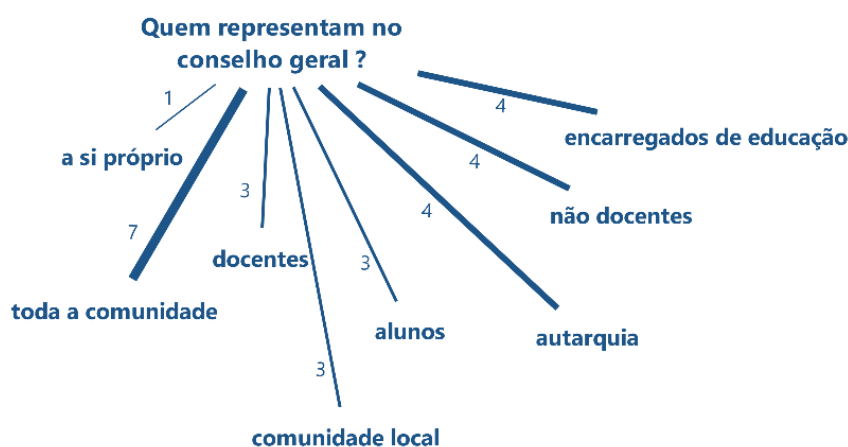 Quem representam no
conselho geral ?
1
a si próprio
7
toda a comunidade
3
docentes
3
comunidade local
3
alunos
4
autarquia
4
não docentes
4
encarregados de educação